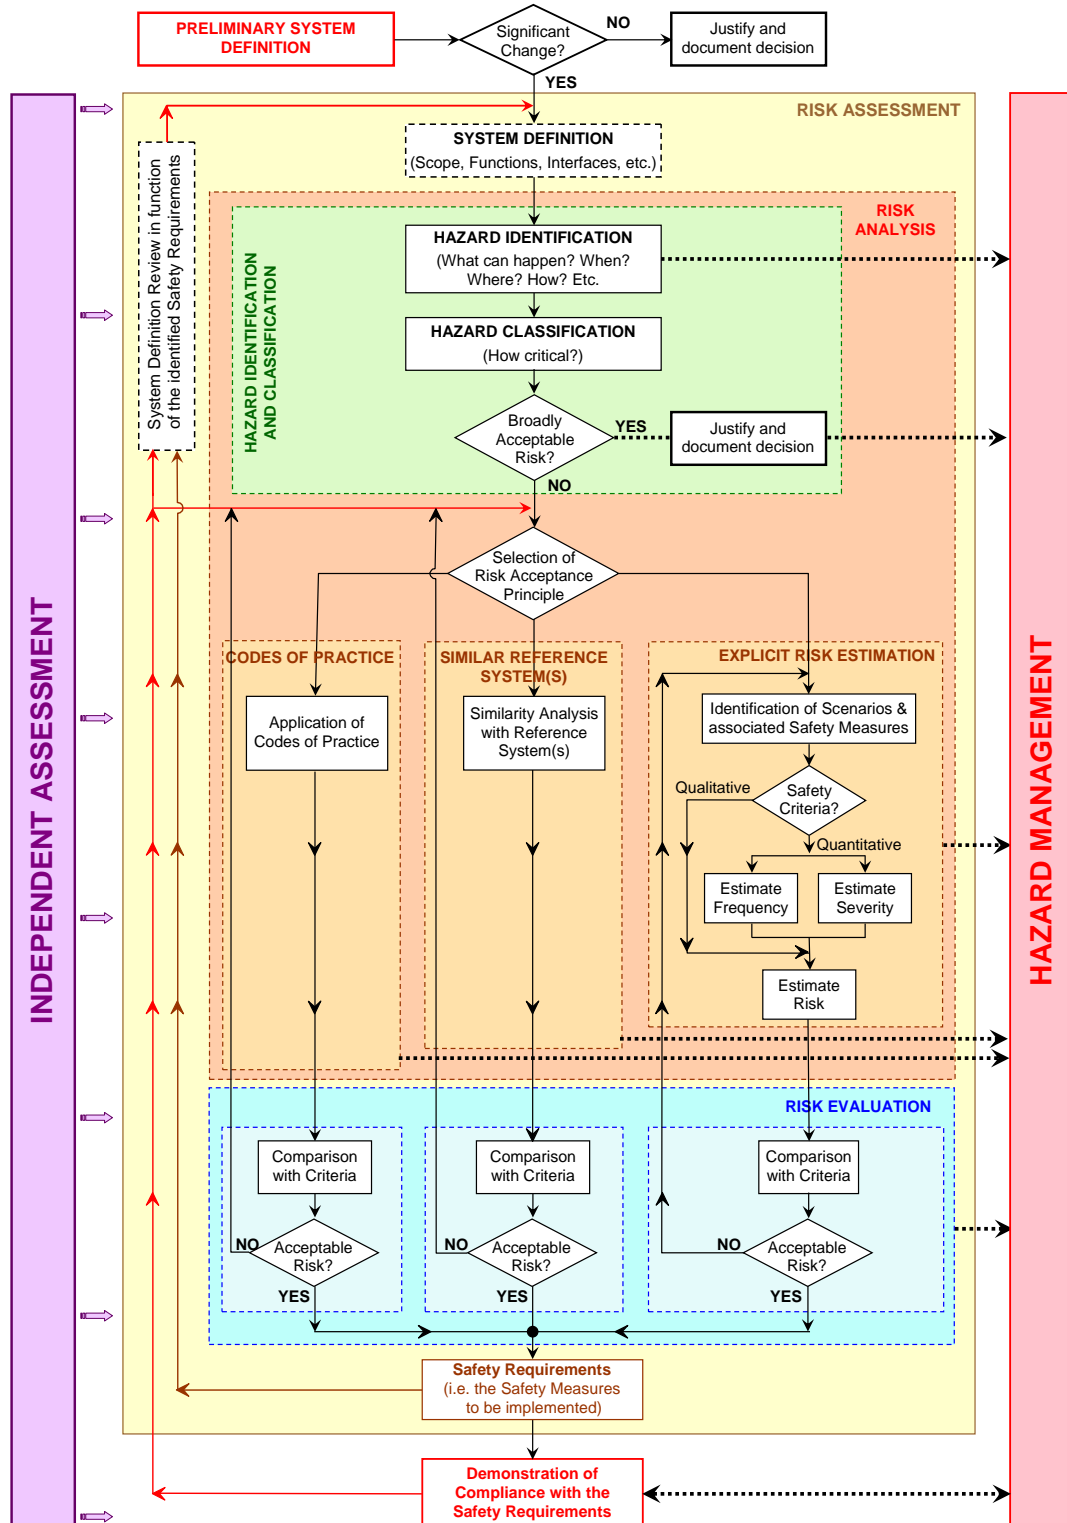 PRELIMINARY SYSTEM
DEFINITION
Significant
Change?
NO
Justify and
document decision
YES
RISK ASSESSMENT
SYSTEM DEFINITION
(Scope, Functions, Interfaces, etc.)
System Definition Review in function
of the identified Safety Requirements
RISK
ANALYSIS
HAZARD IDENTIFICATION
AND CLASSIFICATION
HAZARD IDENTIFICATION
(What can happen? When?
Where? How? Etc.
HAZARD CLASSIFICATION
(How critical?)
Broadly
Acceptable
Risk?
YES
Justify and
document decision
NO
Selection of
Risk Acceptance
Principle
INDEPENDENT ASSESSMENT
HAZARD MANAGEMENT
CODES OF PRACTICE
SIMILAR REFERENCE
SYSTEM(S)
EXPLICIT RISK ESTIMATION
Application of
Codes of Practice
Similarity Analysis
with Reference
System(s)
Identification of Scenarios &
associated Safety Measures
Qualitative
Safety
Criteria?
Quantitative
Estimate
Frequency
Estimate
Severity
Estimate
Risk
RISK EVALUATION
Comparison
with Criteria
Comparison
with Criteria
Comparison
with Criteria
NO
Acceptable
Risk?
NO
Acceptable
Risk?
NO
Acceptable
Risk?
YES
YES
YES
Safety Requirements
(i.e. the Safety Measures
to be implemented)
Demonstration of
Compliance with the
Safety Requirements